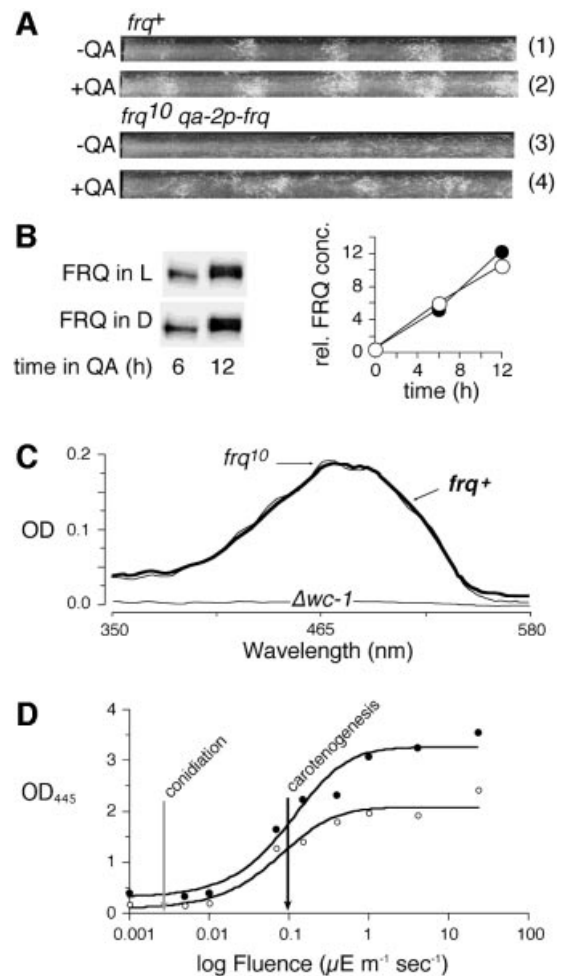 A
frq+
-QA (1)
+QA (2)
frq10 qa-2p-frq
-QA (3)
+QA (4)
B
FRQ in L
FRQ in D
time in QA (h) 6 12
rel. FRQ conc.
12
8
4
0
0 4 8 12
time (h)
C
OD
0.2
0.1
0.0
frq10
frq+
Δwc-1
350 465 580
Wavelength (nm)
D
OD445
4
3
2
1
0
conidiation
carotenogenesis
0.001 0.01 0.1 1 10 100
log Fluence (µE m-1 sec-1)